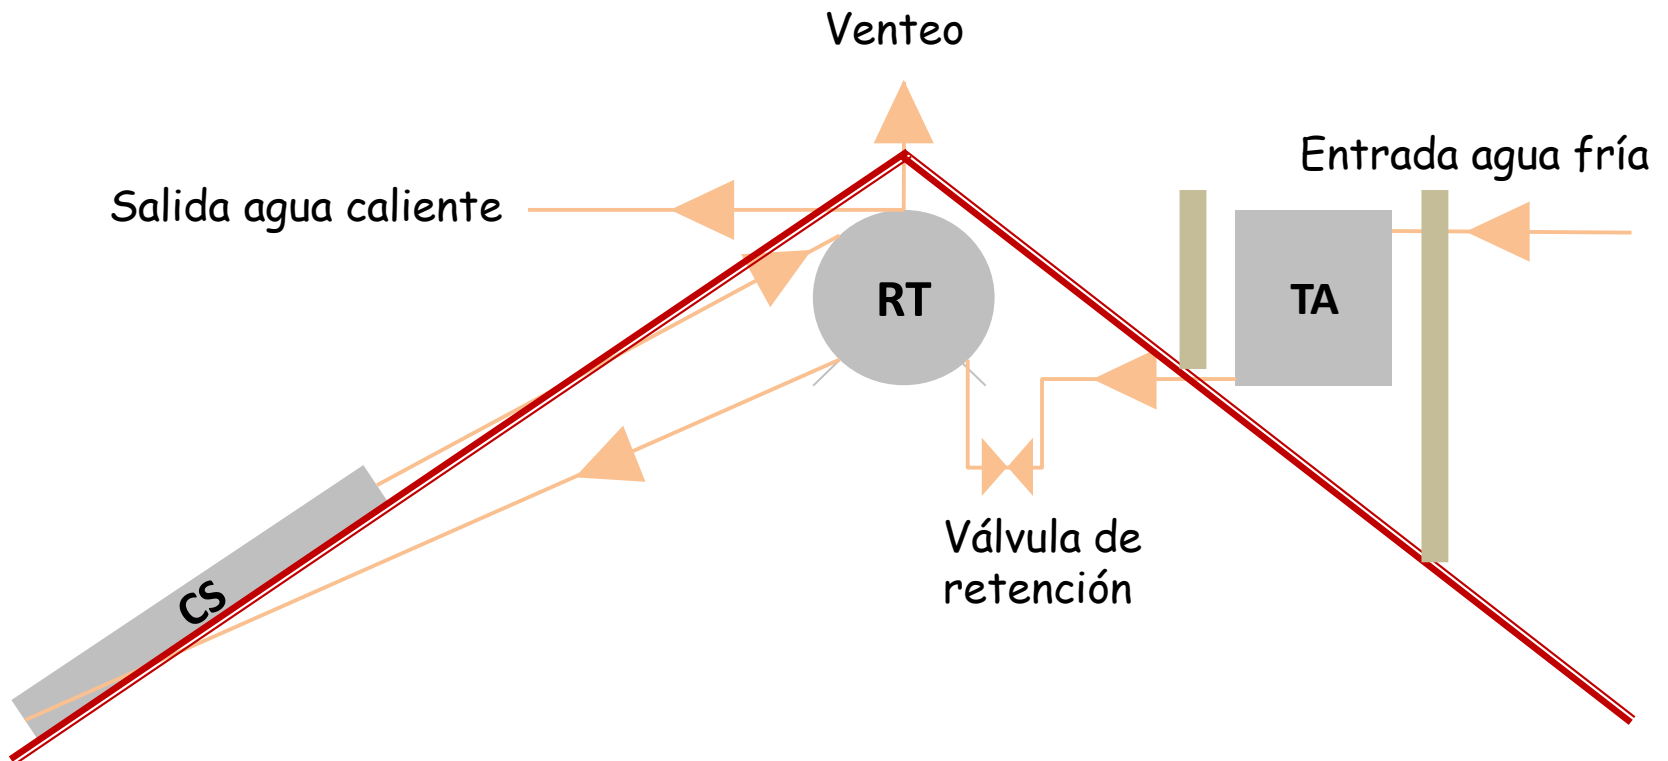 Venteo
Entrada agua fría
Salida agua caliente
RT
TA
Válvula de
retención
CS